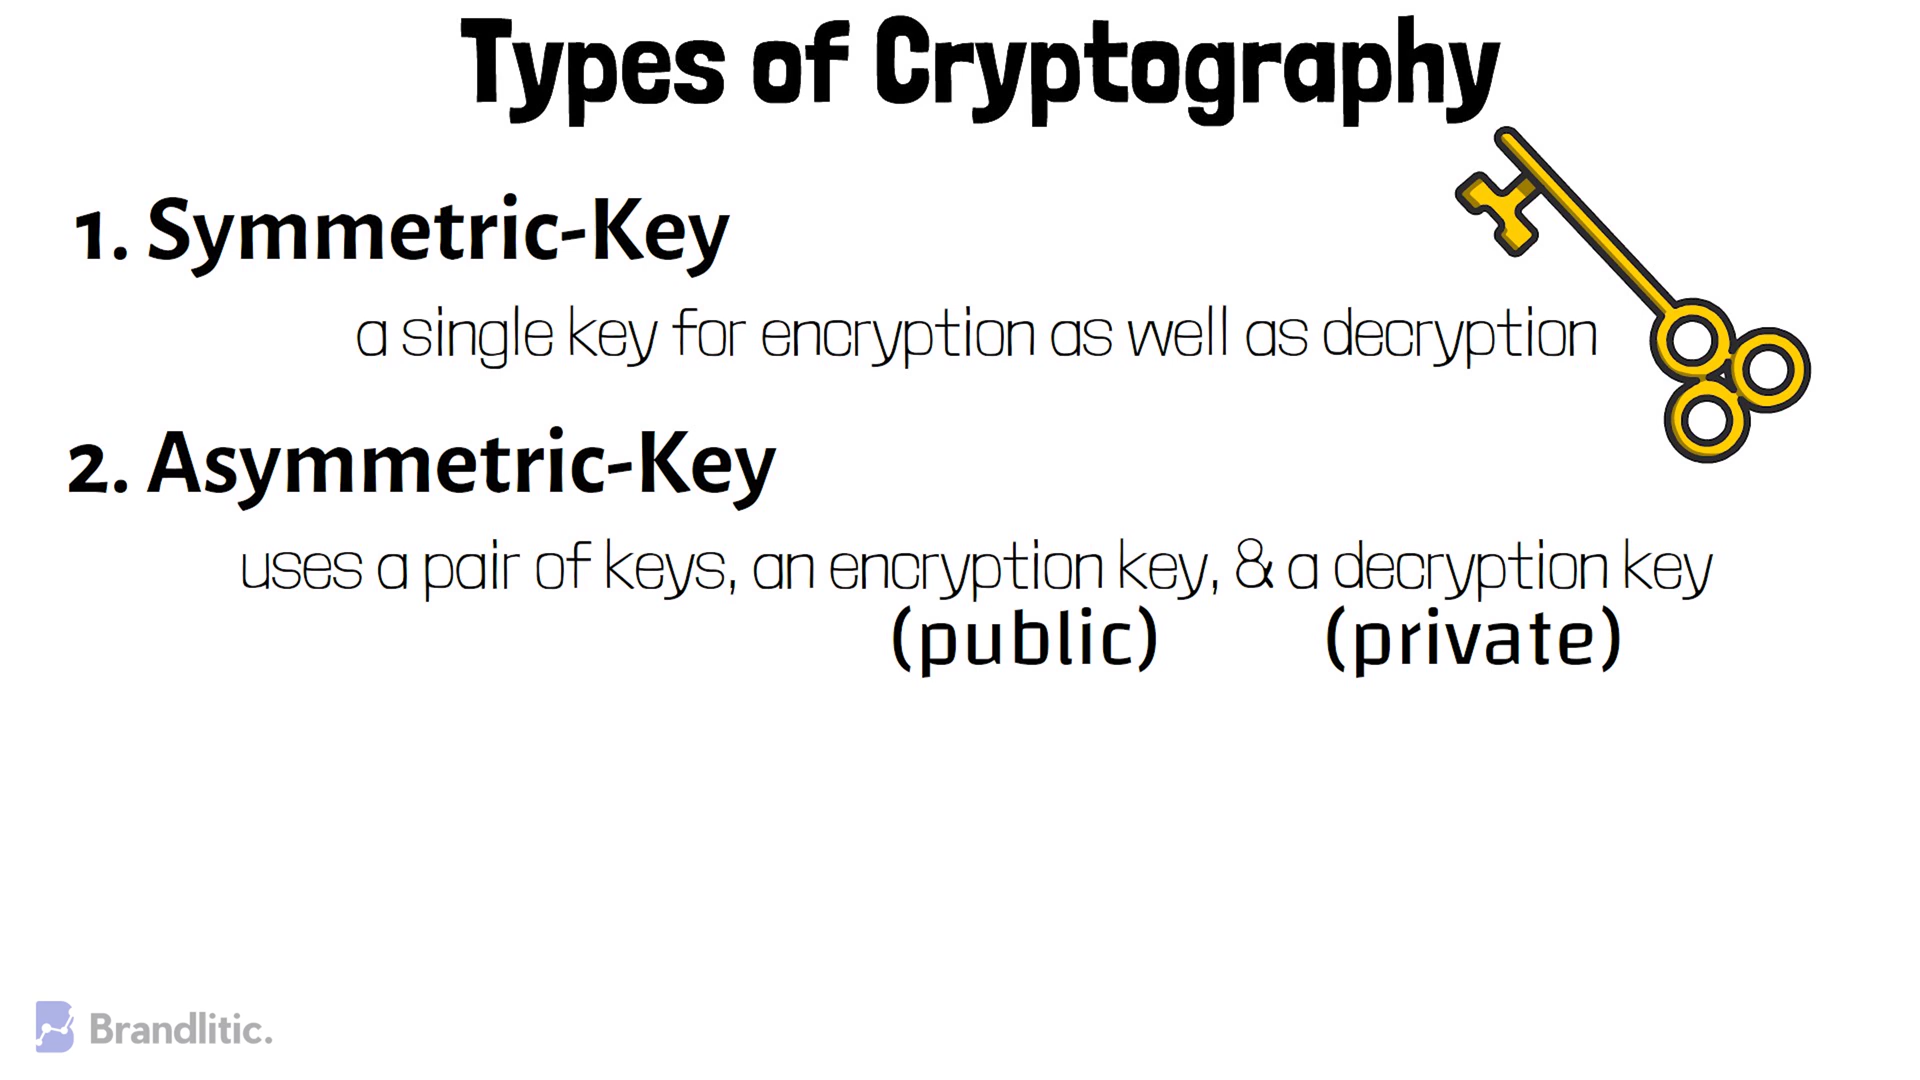 Types of Cryptography
1. Symmetric-Key
a single key for encryption as well as decryption
2. Asymmetric-Key
uses a pair of keys, an encryption key, & a decryption key
(public) (private)
Brandlitic.